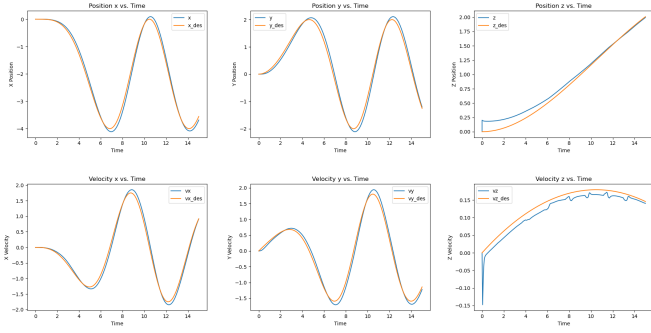 Position x vs. Time
Position y vs. Time
Position z vs. Time
x
x_des
y
y_des
z
z_des
X Position
Y Position
Z Position
0
−1
−2
−3
−4
2
1
0
−1
−2
2.00
1.75
1.50
1.25
1.00
0.75
0.50
0.25
0.00
0 2 4 6 8 10 12 14
0 2 4 6 8 10 12 14
0 2 4 6 8 10 12 14
Time
Time
Time
Velocity x vs. Time
Velocity y vs. Time
Velocity z vs. Time
vx
vx_des
vy
vy_des
vz
vz_des
X Velocity
Y Velocity
Z Velocity
2.0
1.5
1.0
0.5
0.0
−0.5
−1.0
−1.5
−2.0
2.0
1.5
1.0
0.5
0.0
−0.5
−1.0
−1.5
0.15
0.10
0.05
0.00
−0.05
−0.10
−0.15
0 2 4 6 8 10 12 14
0 2 4 6 8 10 12 14
0 2 4 6 8 10 12 14
Time
Time
Time